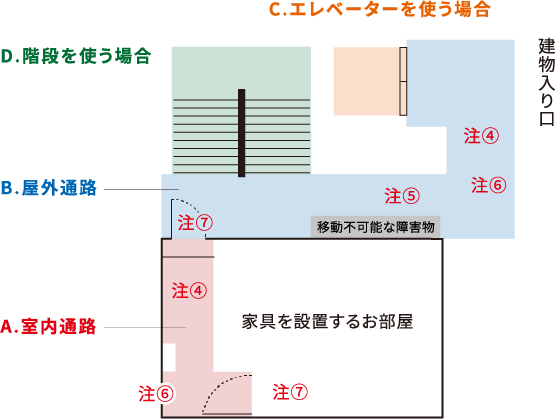 C.エレベーターを使う場合
D.階段を使う場合
建物入り口
注④
注⑥
B.屋外通路
注⑤
注⑦
移動不可能な障害物
注④
A.室内通路
家具を設置するお部屋
注⑥
注⑦